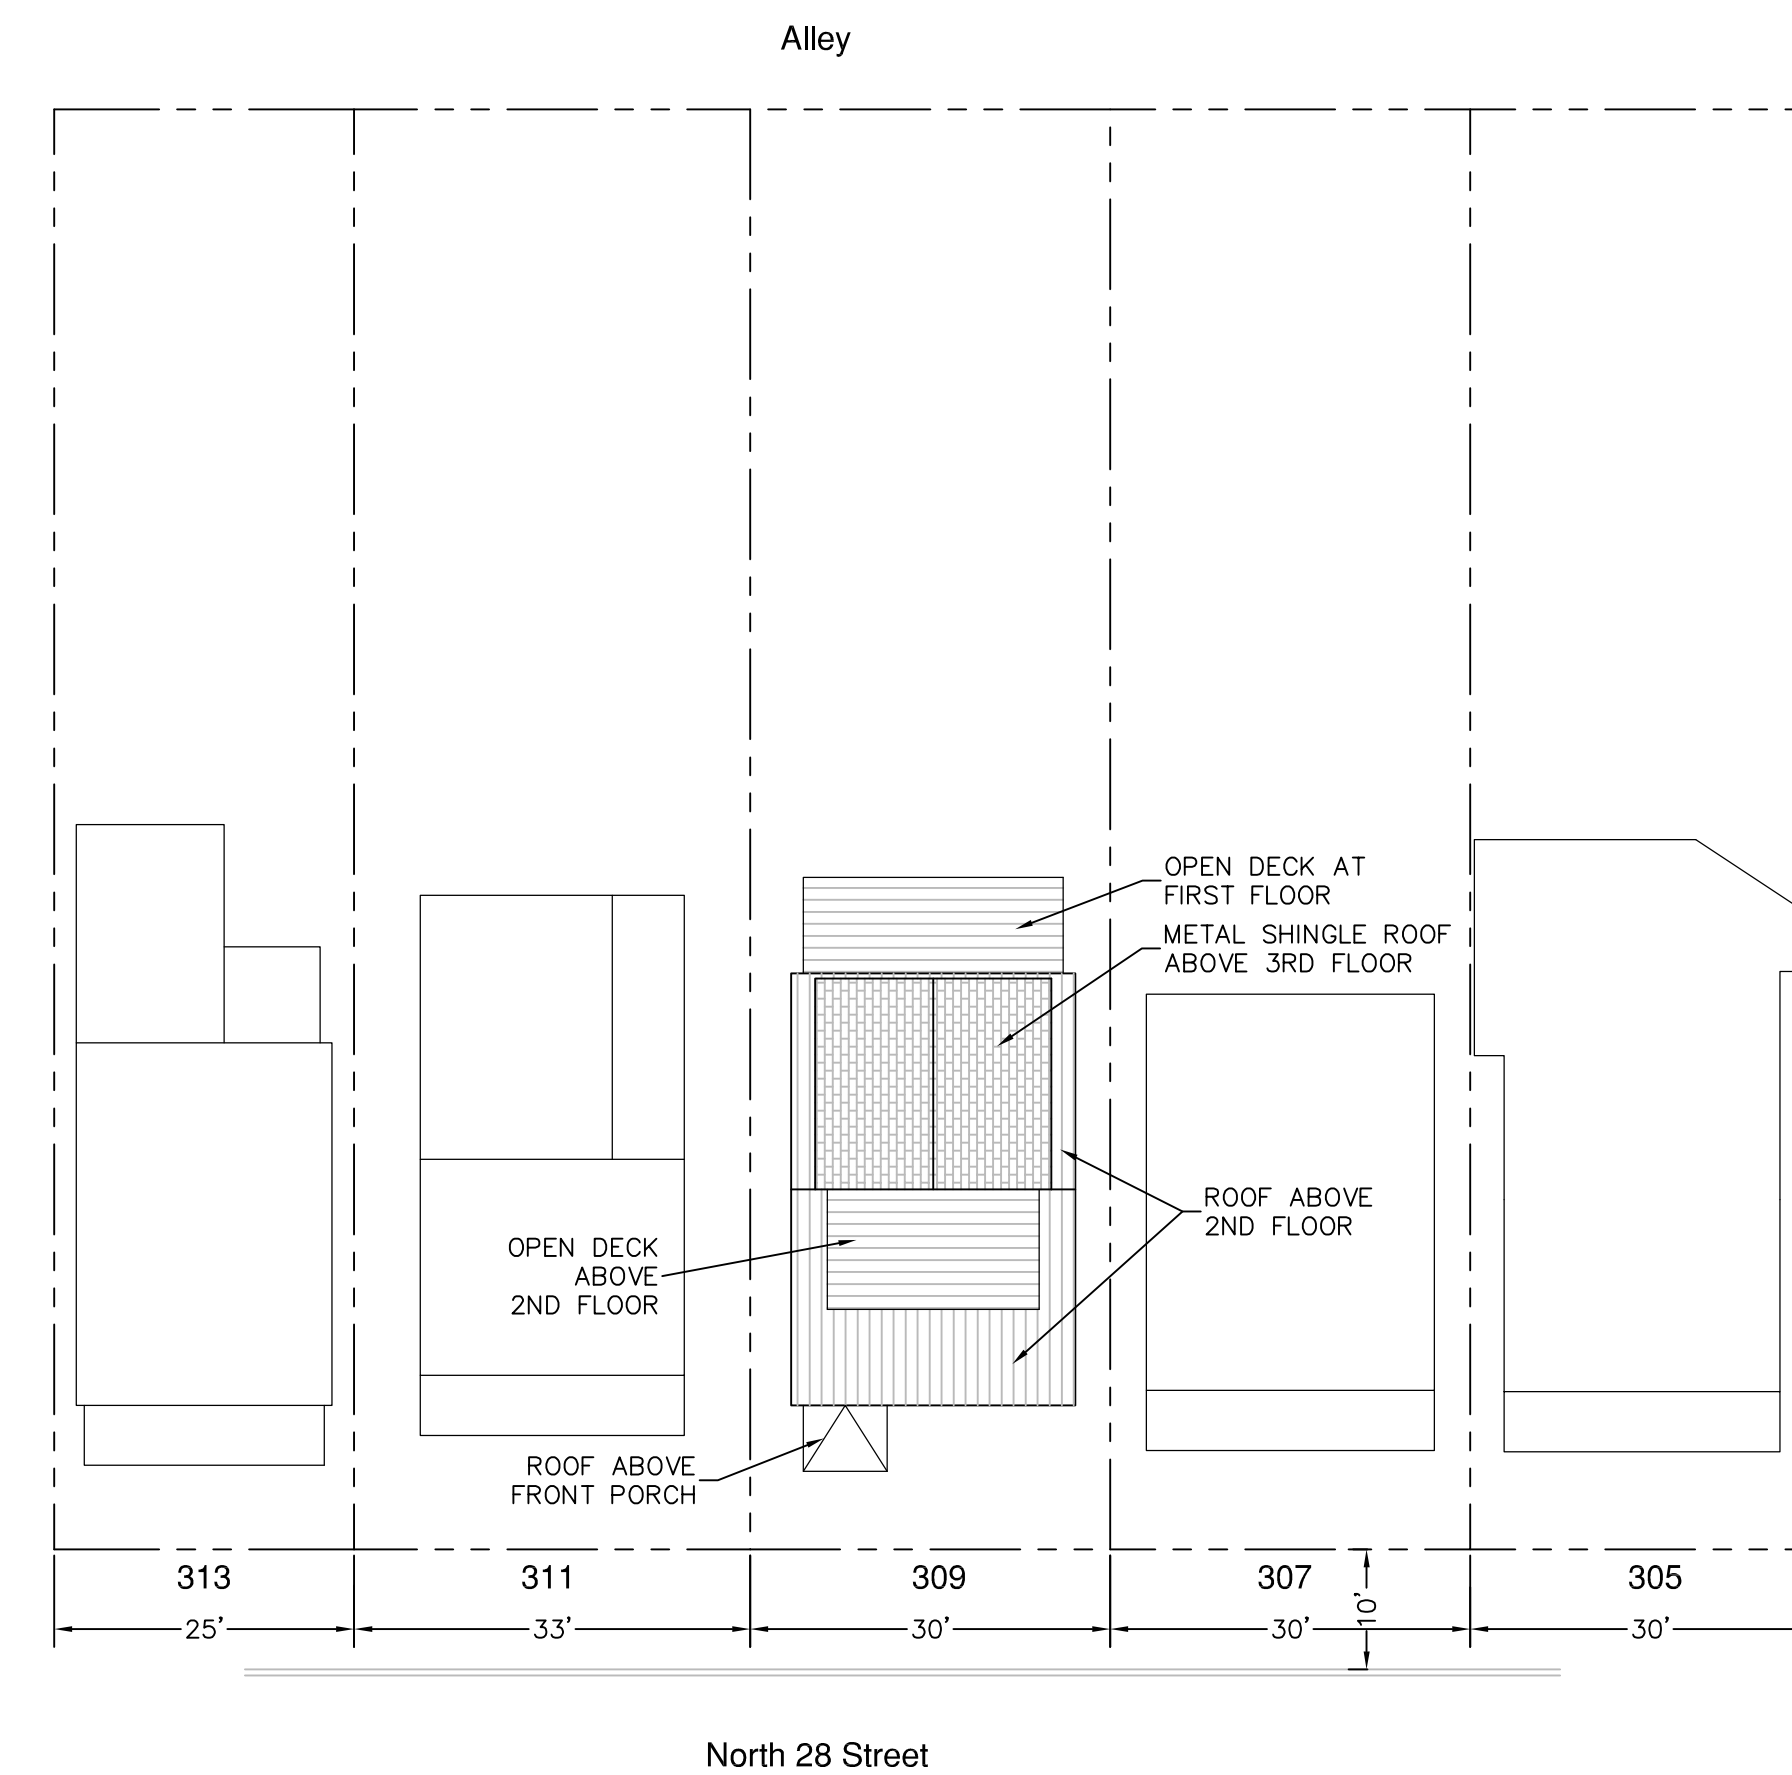 Alley
OPEN DECK AT
FIRST FLOOR
METAL SHINGLE ROOF
ABOVE 3RD FLOOR
ROOF ABOVE
2ND FLOOR
OPEN DECK
ABOVE
2ND FLOOR
ROOF ABOVE
FRONT PORCH
313
311
309
307
305
25'
33'
30'
30'
10'
30'
North 28 Street